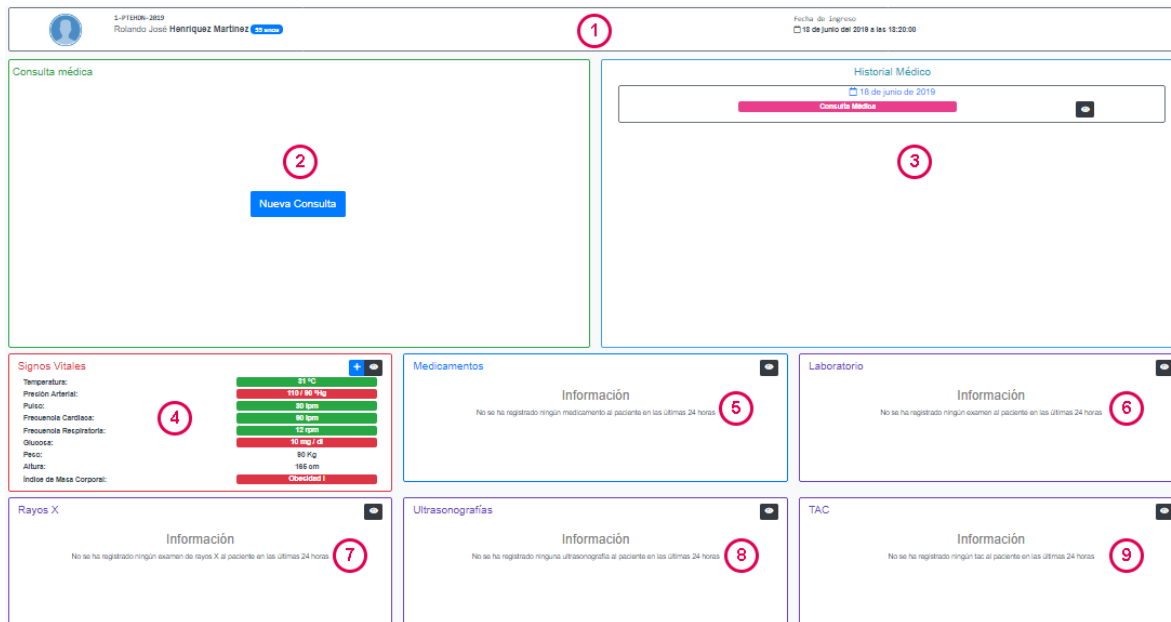 1-PTEHDN-2019
Rolando José Henriquez Martinez 55 anos
Fecha de ingreso
18 de junio del 2019 a las 18:20:00
1
Consulta médica
2
Nueva Consulta
Historial Médico
18 de junio de 2019
Consulta Médica
3
Signos Vitales
Temperatura: 31 °C
Presión Arterial: 110 / 90 °Hg
Pulso: 80 lpm
Frecuencia Cardiaca: 90 lpm
Frecuencia Respiratoria: 12 rpm
Glucosa: 10 mg / dl
Peso: 80 Kg
Altura: 165 cm
Índice de Masa Corporal: Obesidad I
4
Medicamentos
Información
No se ha registrado ningún medicamento al paciente en las últimas 24 horas
5
Laboratorio
Información
No se ha registrado ningún examen al paciente en las últimas 24 horas
6
Rayos X
Información
No se ha registrado ningún examen de rayos X al paciente en las últimas 24 horas
7
Ultrasonografías
Información
No se ha registrado ninguna ultrasonografía al paciente en las últimas 24 horas
8
TAC
Información
No se ha registrado ningún tac al paciente en las últimas 24 horas
9